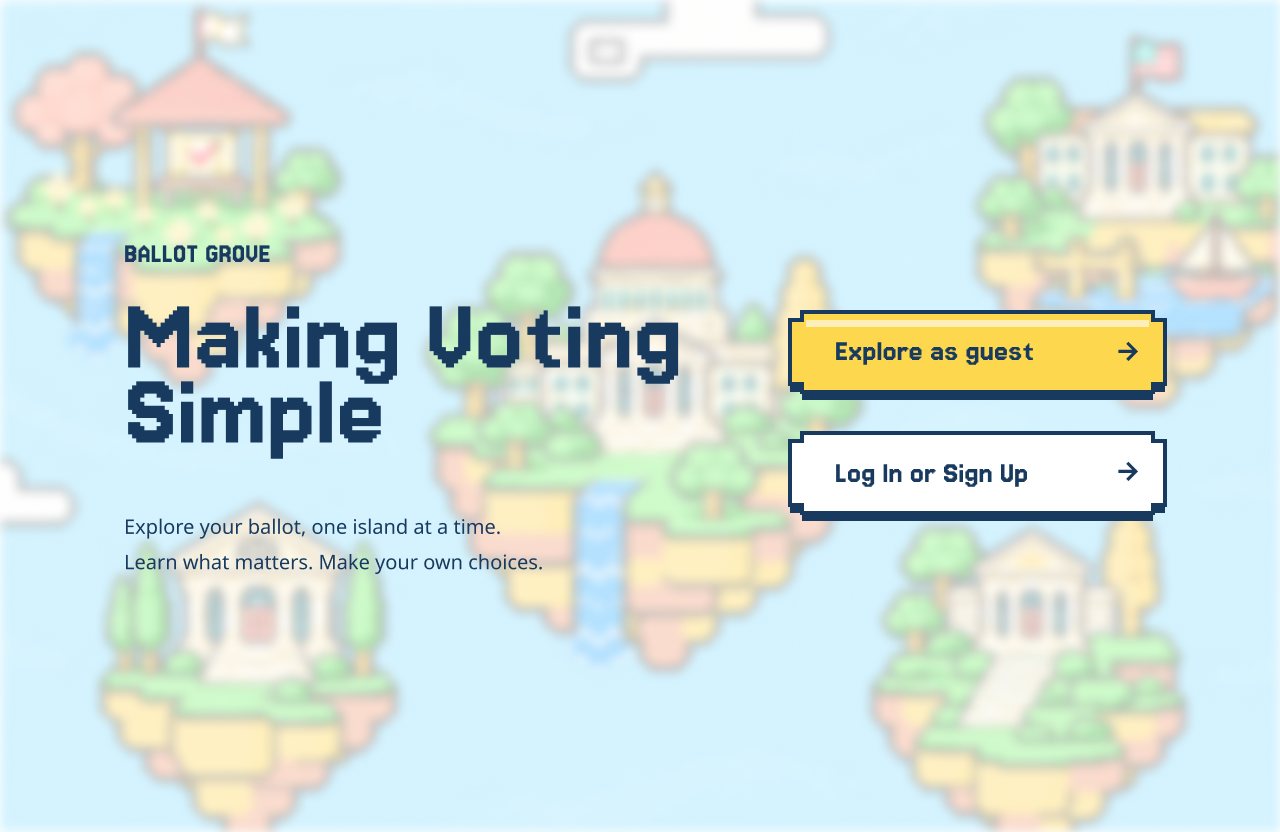 BALLOT GROVE
Making Voting
Simple
Explore your ballot, one island at a time.
Learn what matters. Make your own choices.
Explore as guest →
Log In or Sign Up →